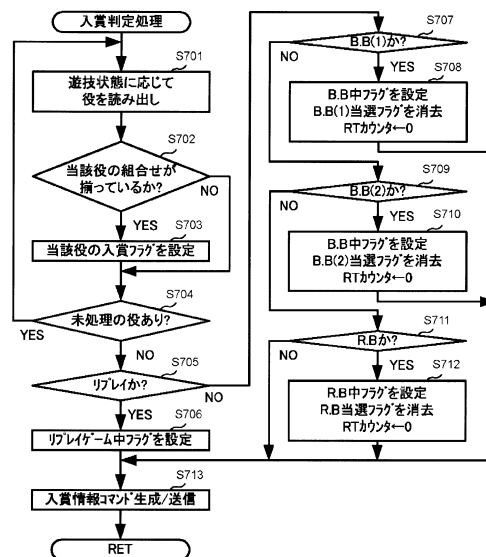 入賞判定処理
S701
遊技状態に応じて
役を読み出し
S702
当該役の組合せが
揃っているか?
NO
YES
S703
当該役の入賞フラグを設定
S704
未処理の役あり?
YES
NO
S705
リプレイか?
NO
YES
S706
リプレイゲーム中フラグを設定
S713
入賞情報コマンド生成/送信
RET
S707
B.B(1)か?
NO
YES
S708
B.B中フラグを設定
B.B(1)当選フラグを消去
RTカウンタ←0
S709
B.B(2)か?
NO
YES
S710
B.B中フラグを設定
B.B(2)当選フラグを消去
RTカウンタ←0
S711
R.Bか?
NO
YES
S712
R.B中フラグを設定
R.B当選フラグを消去
RTカウンタ←0